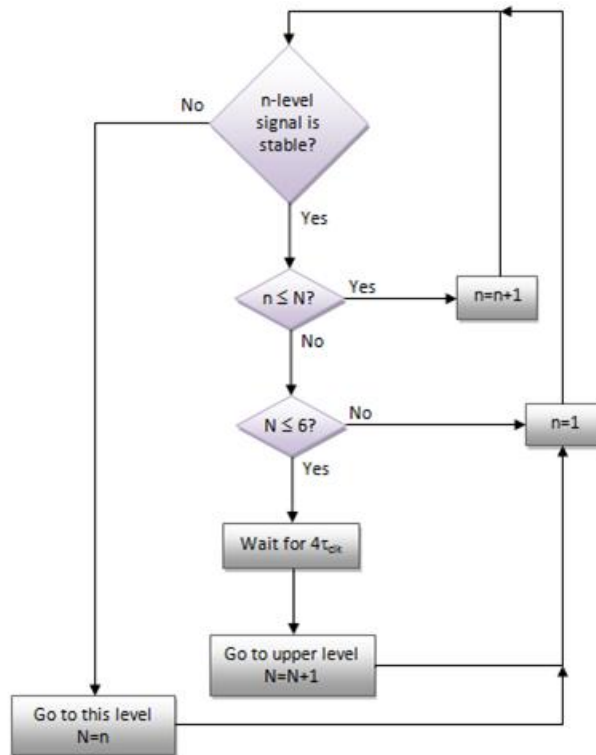 n-level
signal is
stable?
No
Yes
n ≤ N?
Yes
n=n+1
No
N ≤ 6?
No
n=1
Yes
Wait for 4τclk
Go to upper level
N=N+1
Go to this level
N=n